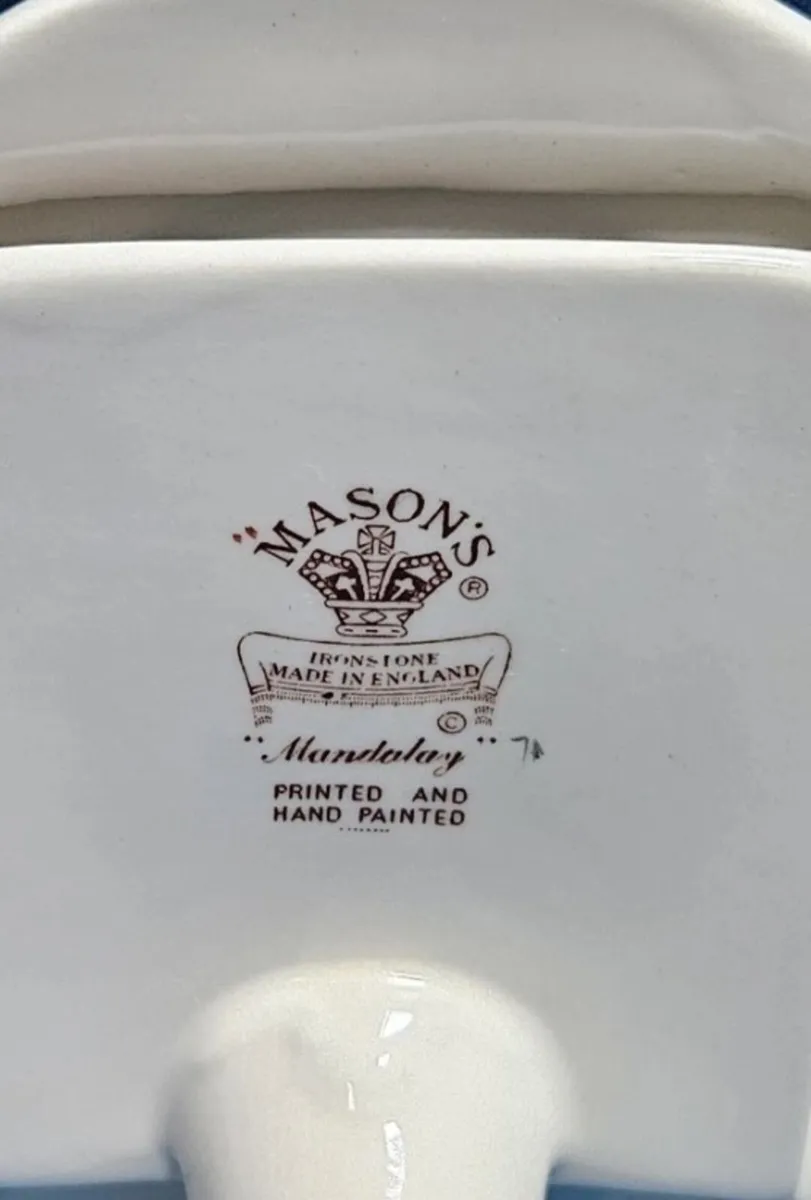 MASON'S
®
IRONSTONE
MADE IN ENGLAND
©
"Mandalay"
PRINTED AND
HAND PAINTED